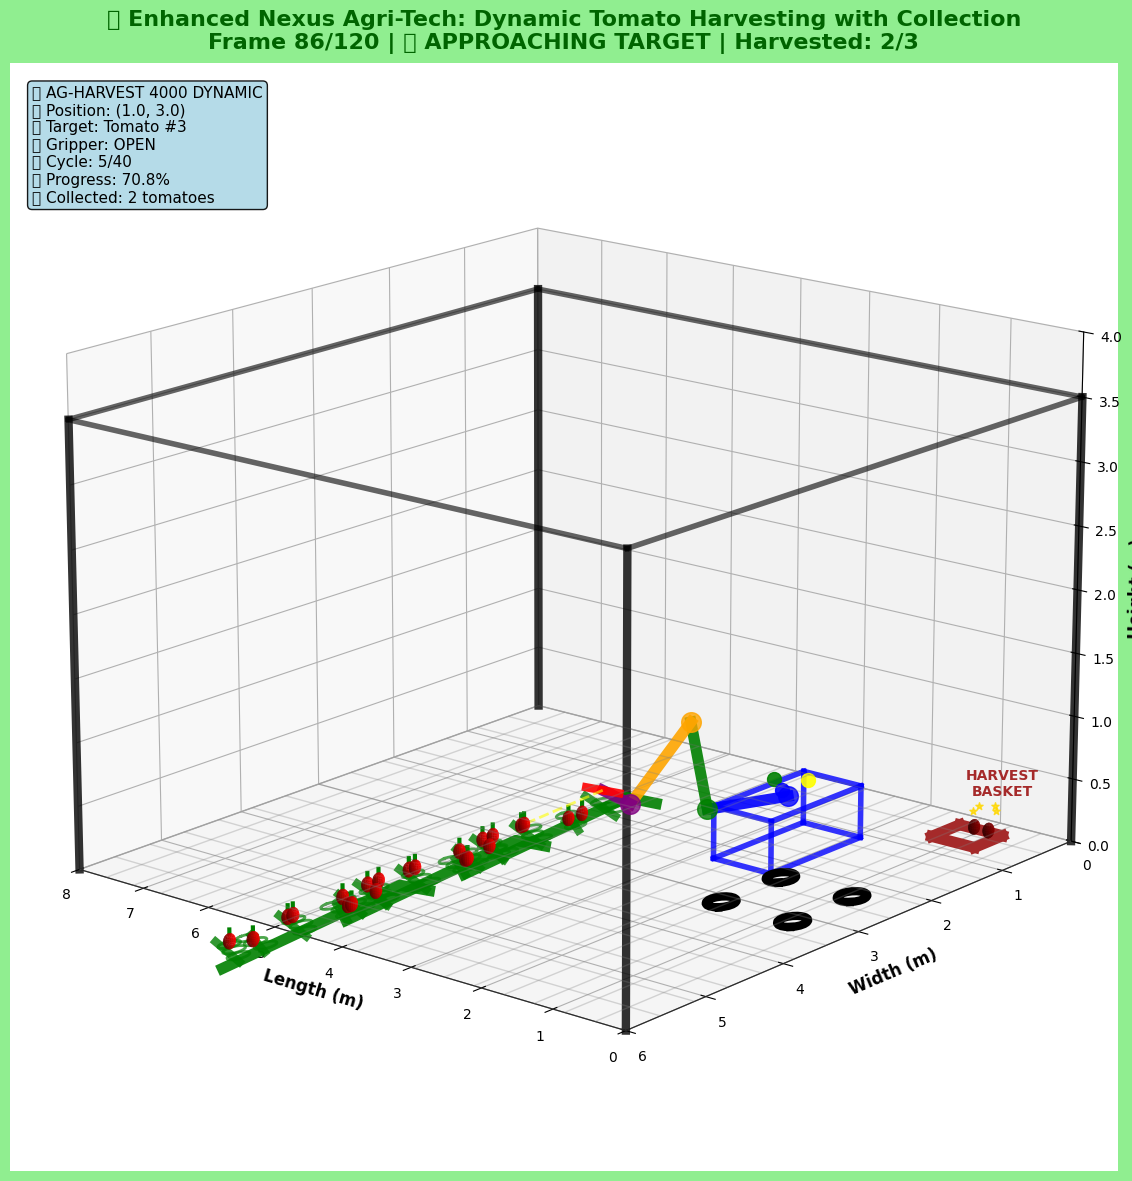 ▯ Enhanced Nexus Agri-Tech: Dynamic Tomato Harvesting with Collection
Frame 86/120 | ▯ APPROACHING TARGET | Harvested: 2/3
▯ AG-HARVEST 4000 DYNAMIC
▯ Position: (1.0, 3.0)
▯ Target: Tomato #3
▯ Gripper: OPEN
▯ Cycle: 5/40
▯ Progress: 70.8%
▯ Collected: 2 tomatoes
4.0
3.5
3.0
2.5
2.0
1.5
1.0
0.5
0.0
HARVEST
BASKET
8
7
6
4
3
2
1
0
Length (m)
6
5
4
3
2
1
0
Width (m)